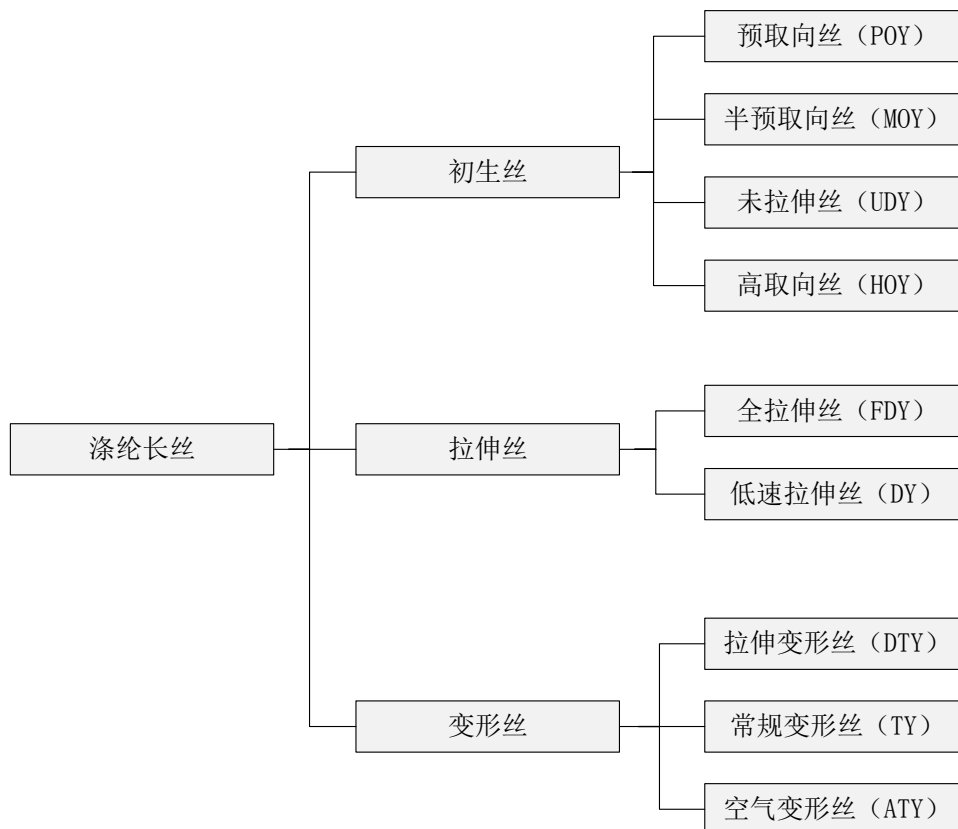 涤纶长丝
初生丝
预取向丝（POY）
半预取向丝（MOY）
未拉伸丝（UDY）
高取向丝（HOY）
拉伸丝
全拉伸丝（FDY）
低速拉伸丝（DY）
变形丝
拉伸变形丝（DTY）
常规变形丝（TY）
空气变形丝（ATY）